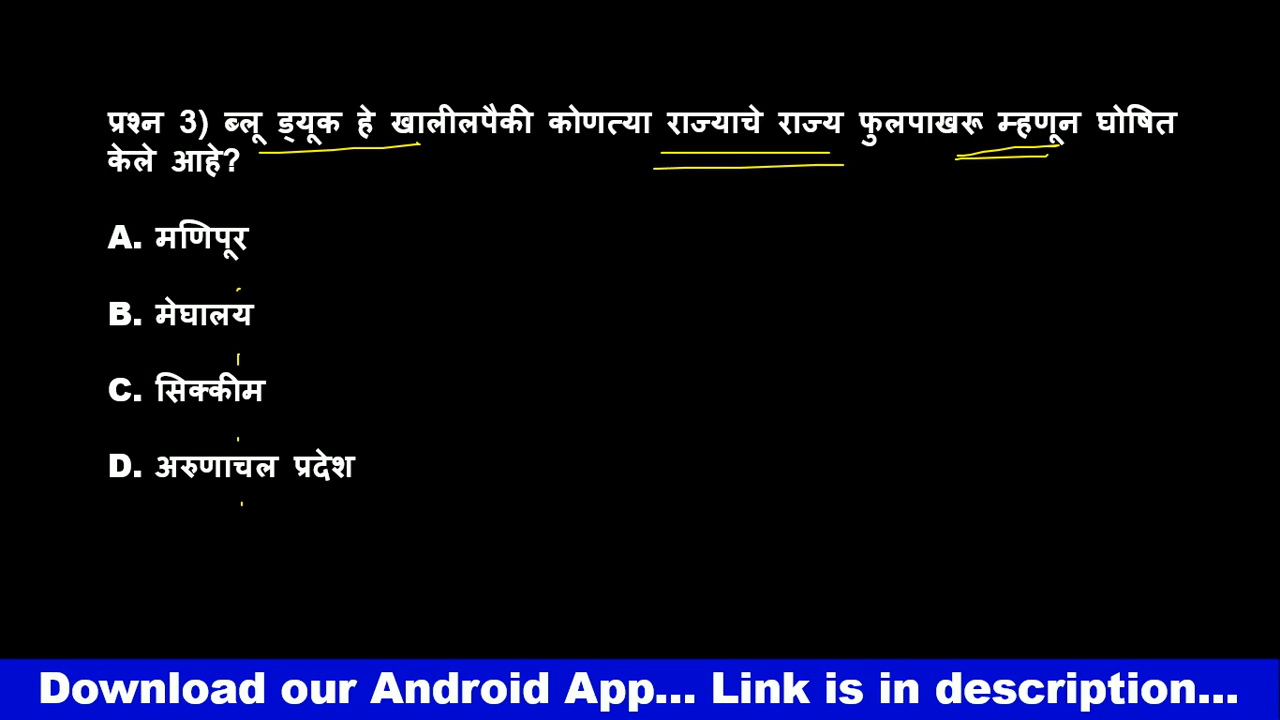 प्रश्न 3) ब्लू ड्यूक हे खालीलपैकी कोणत्या राज्याचे राज्य फुलपाखरू म्हणून घोषित
केले आहे?
A. मणिपूर
B. मेघालय
C. सिक्कीम
D. अरुणाचल प्रदेश
Download our Android App... Link is in description...